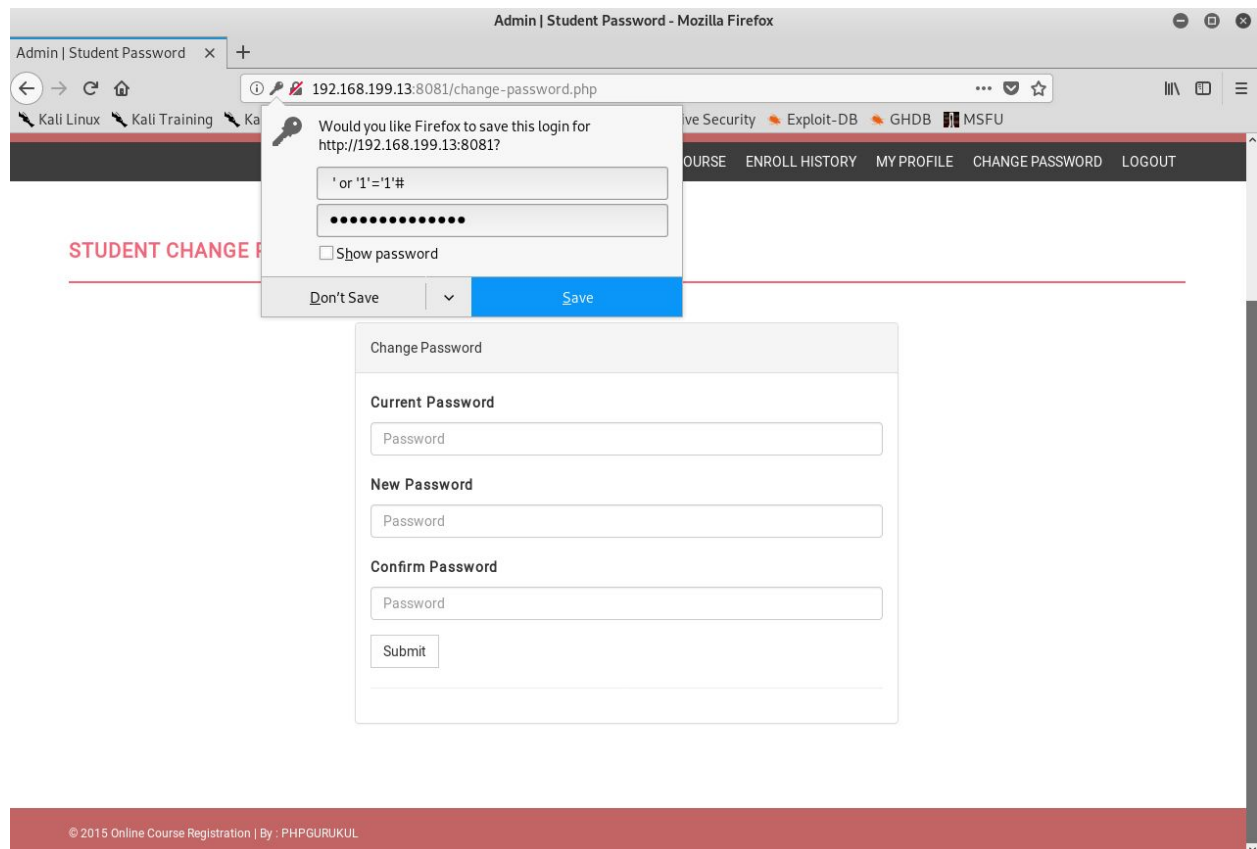 Admin | Student Password - Mozilla Firefox
Admin | Student Password
192.168.199.13:8081/change-password.php
Kali Linux Kali Training Ka ive Security Exploit-DB GHDB MSFU
Would you like Firefox to save this login for
http://192.168.199.13:8081?
' or '1'='1'#
Show password
Don't Save Save
OURSE ENROLL HISTORY MY PROFILE CHANGE PASSWORD LOGOUT
STUDENT CHANGE P
Change Password
Current Password
Password
New Password
Password
Confirm Password
Password
Submit
© 2015 Online Course Registration | By : PHPGURUKUL